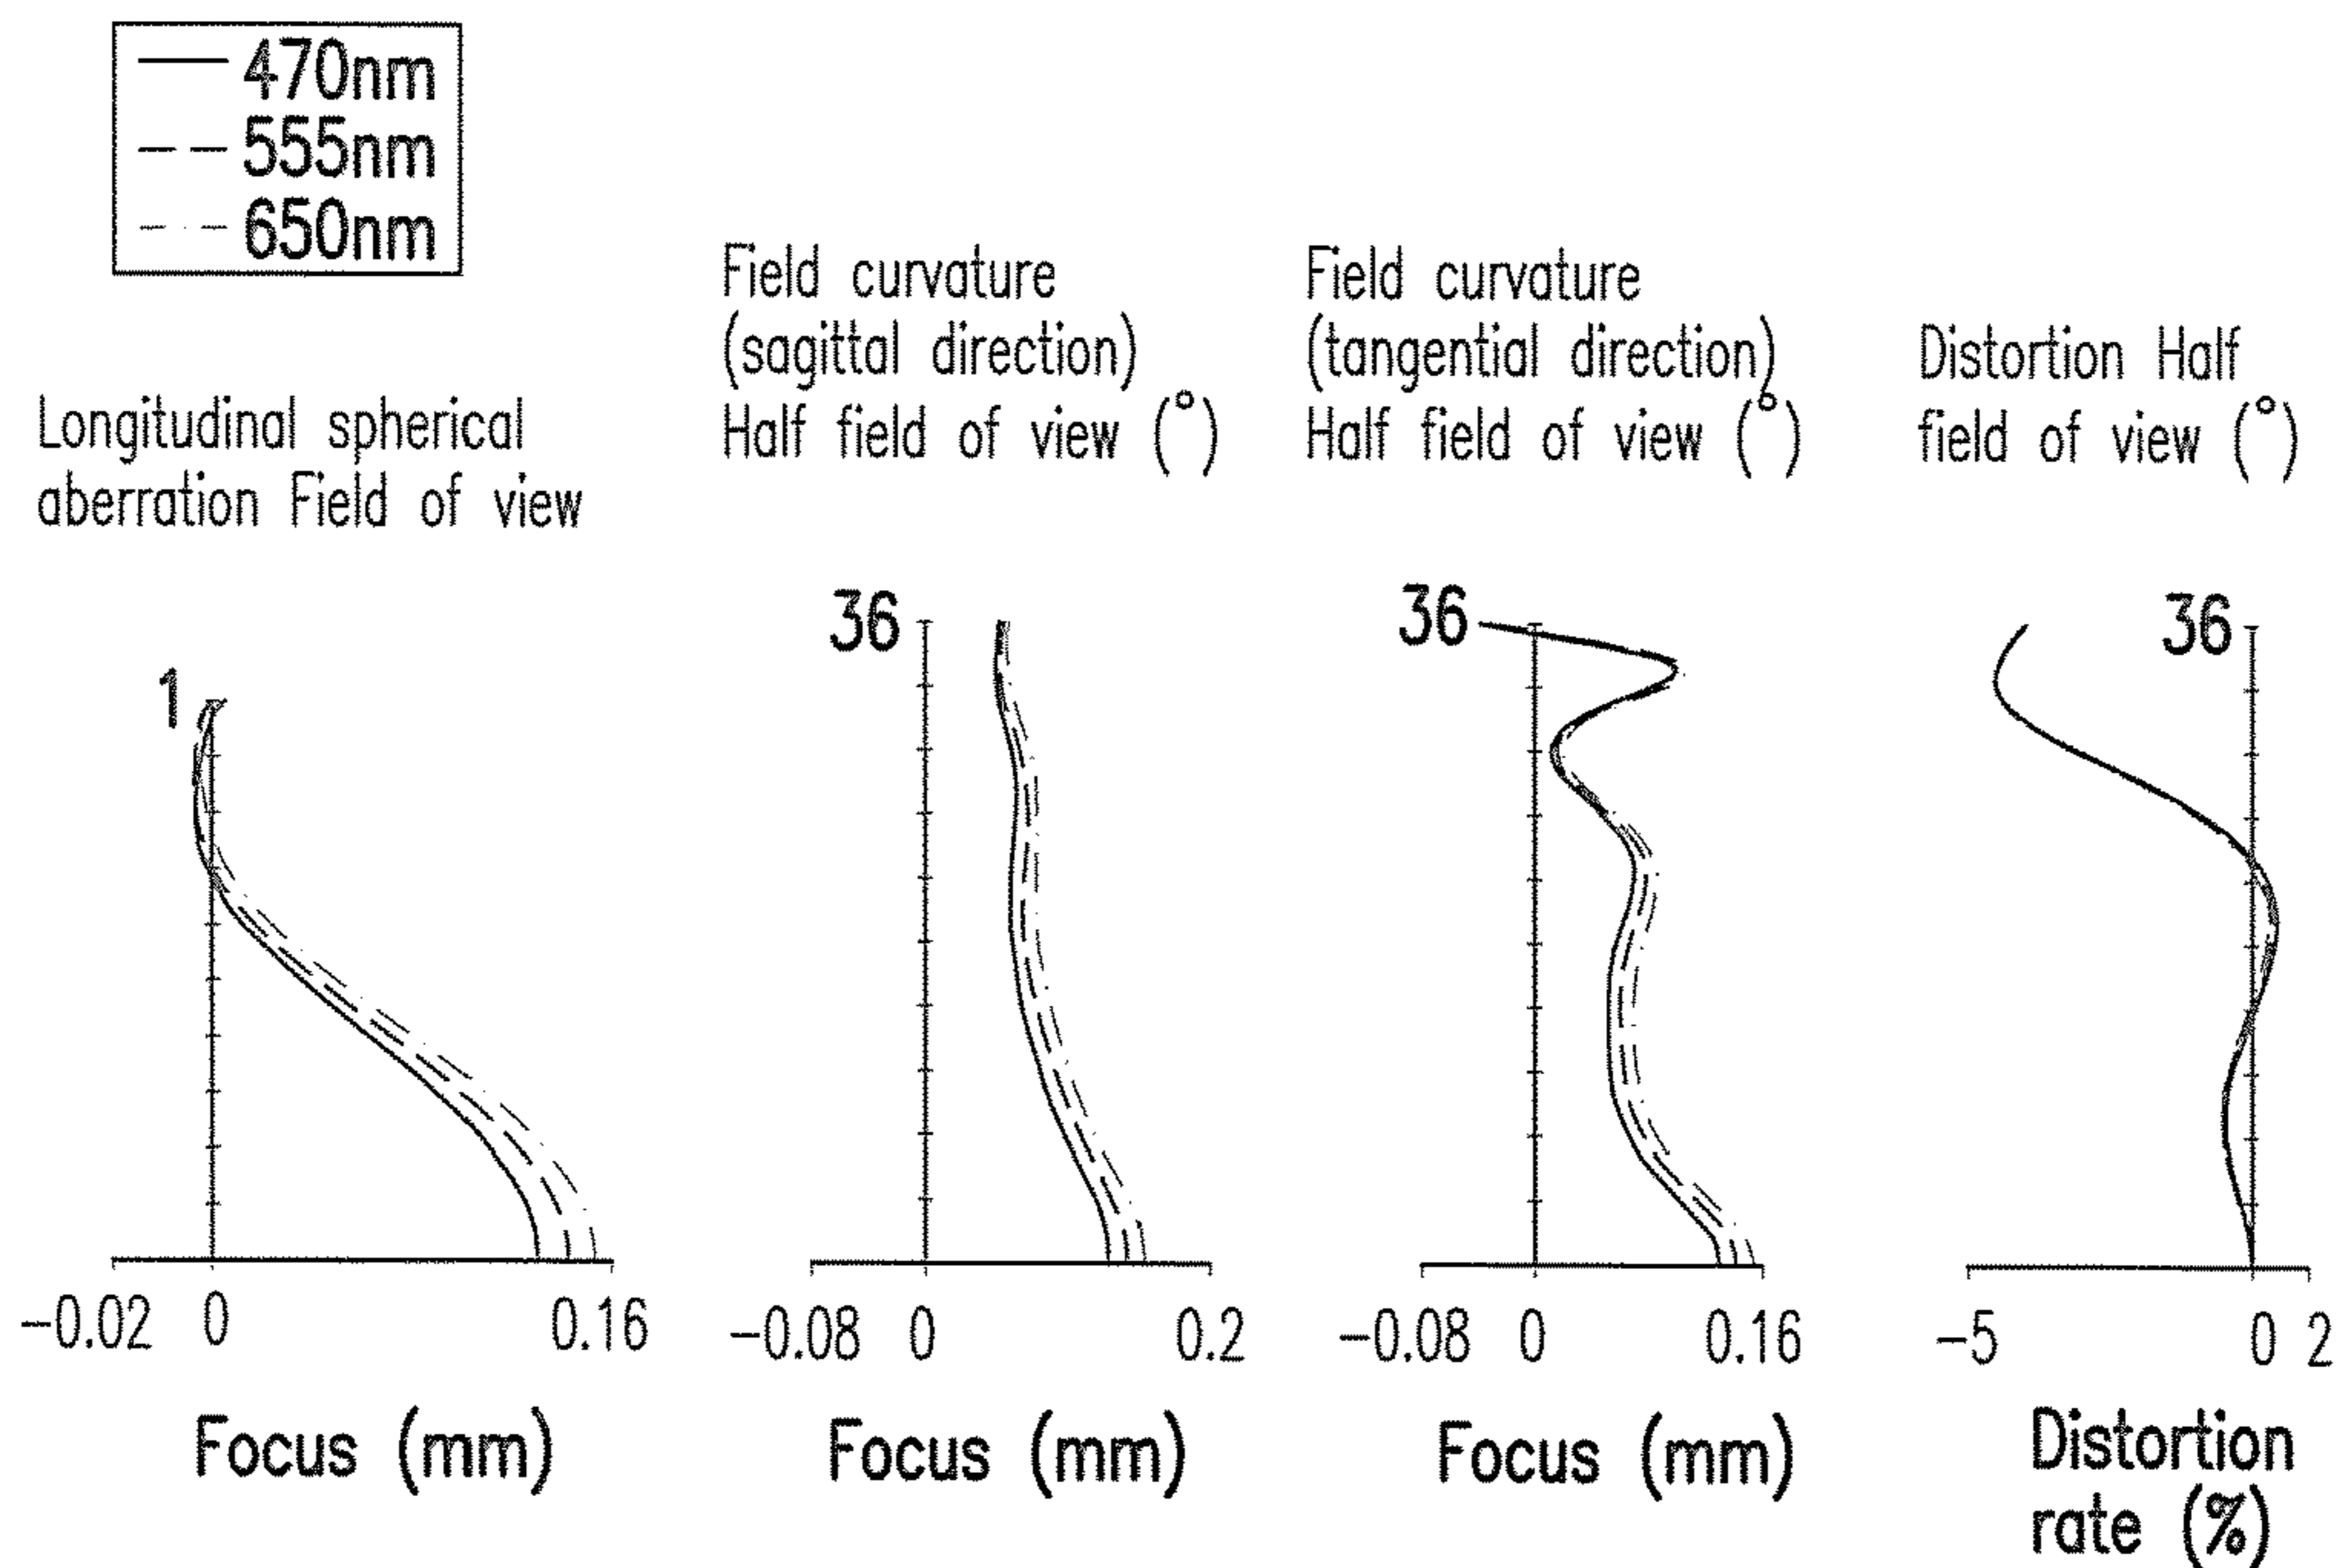 470nm
555nm
650nm
Longitudinal spherical
aberration Field of view
Field curvature
(sagittal direction)
Half field of view (°)
Field curvature
(tangential direction)
Half field of view (°)
Distortion Half
field of view (°)
1
-0.02 0 0.16
Focus (mm)
36
-0.08 0 0.2
Focus (mm)
36
-0.08 0 0.16
Focus (mm)
36
-5 0 2
Distortion
rate (%)